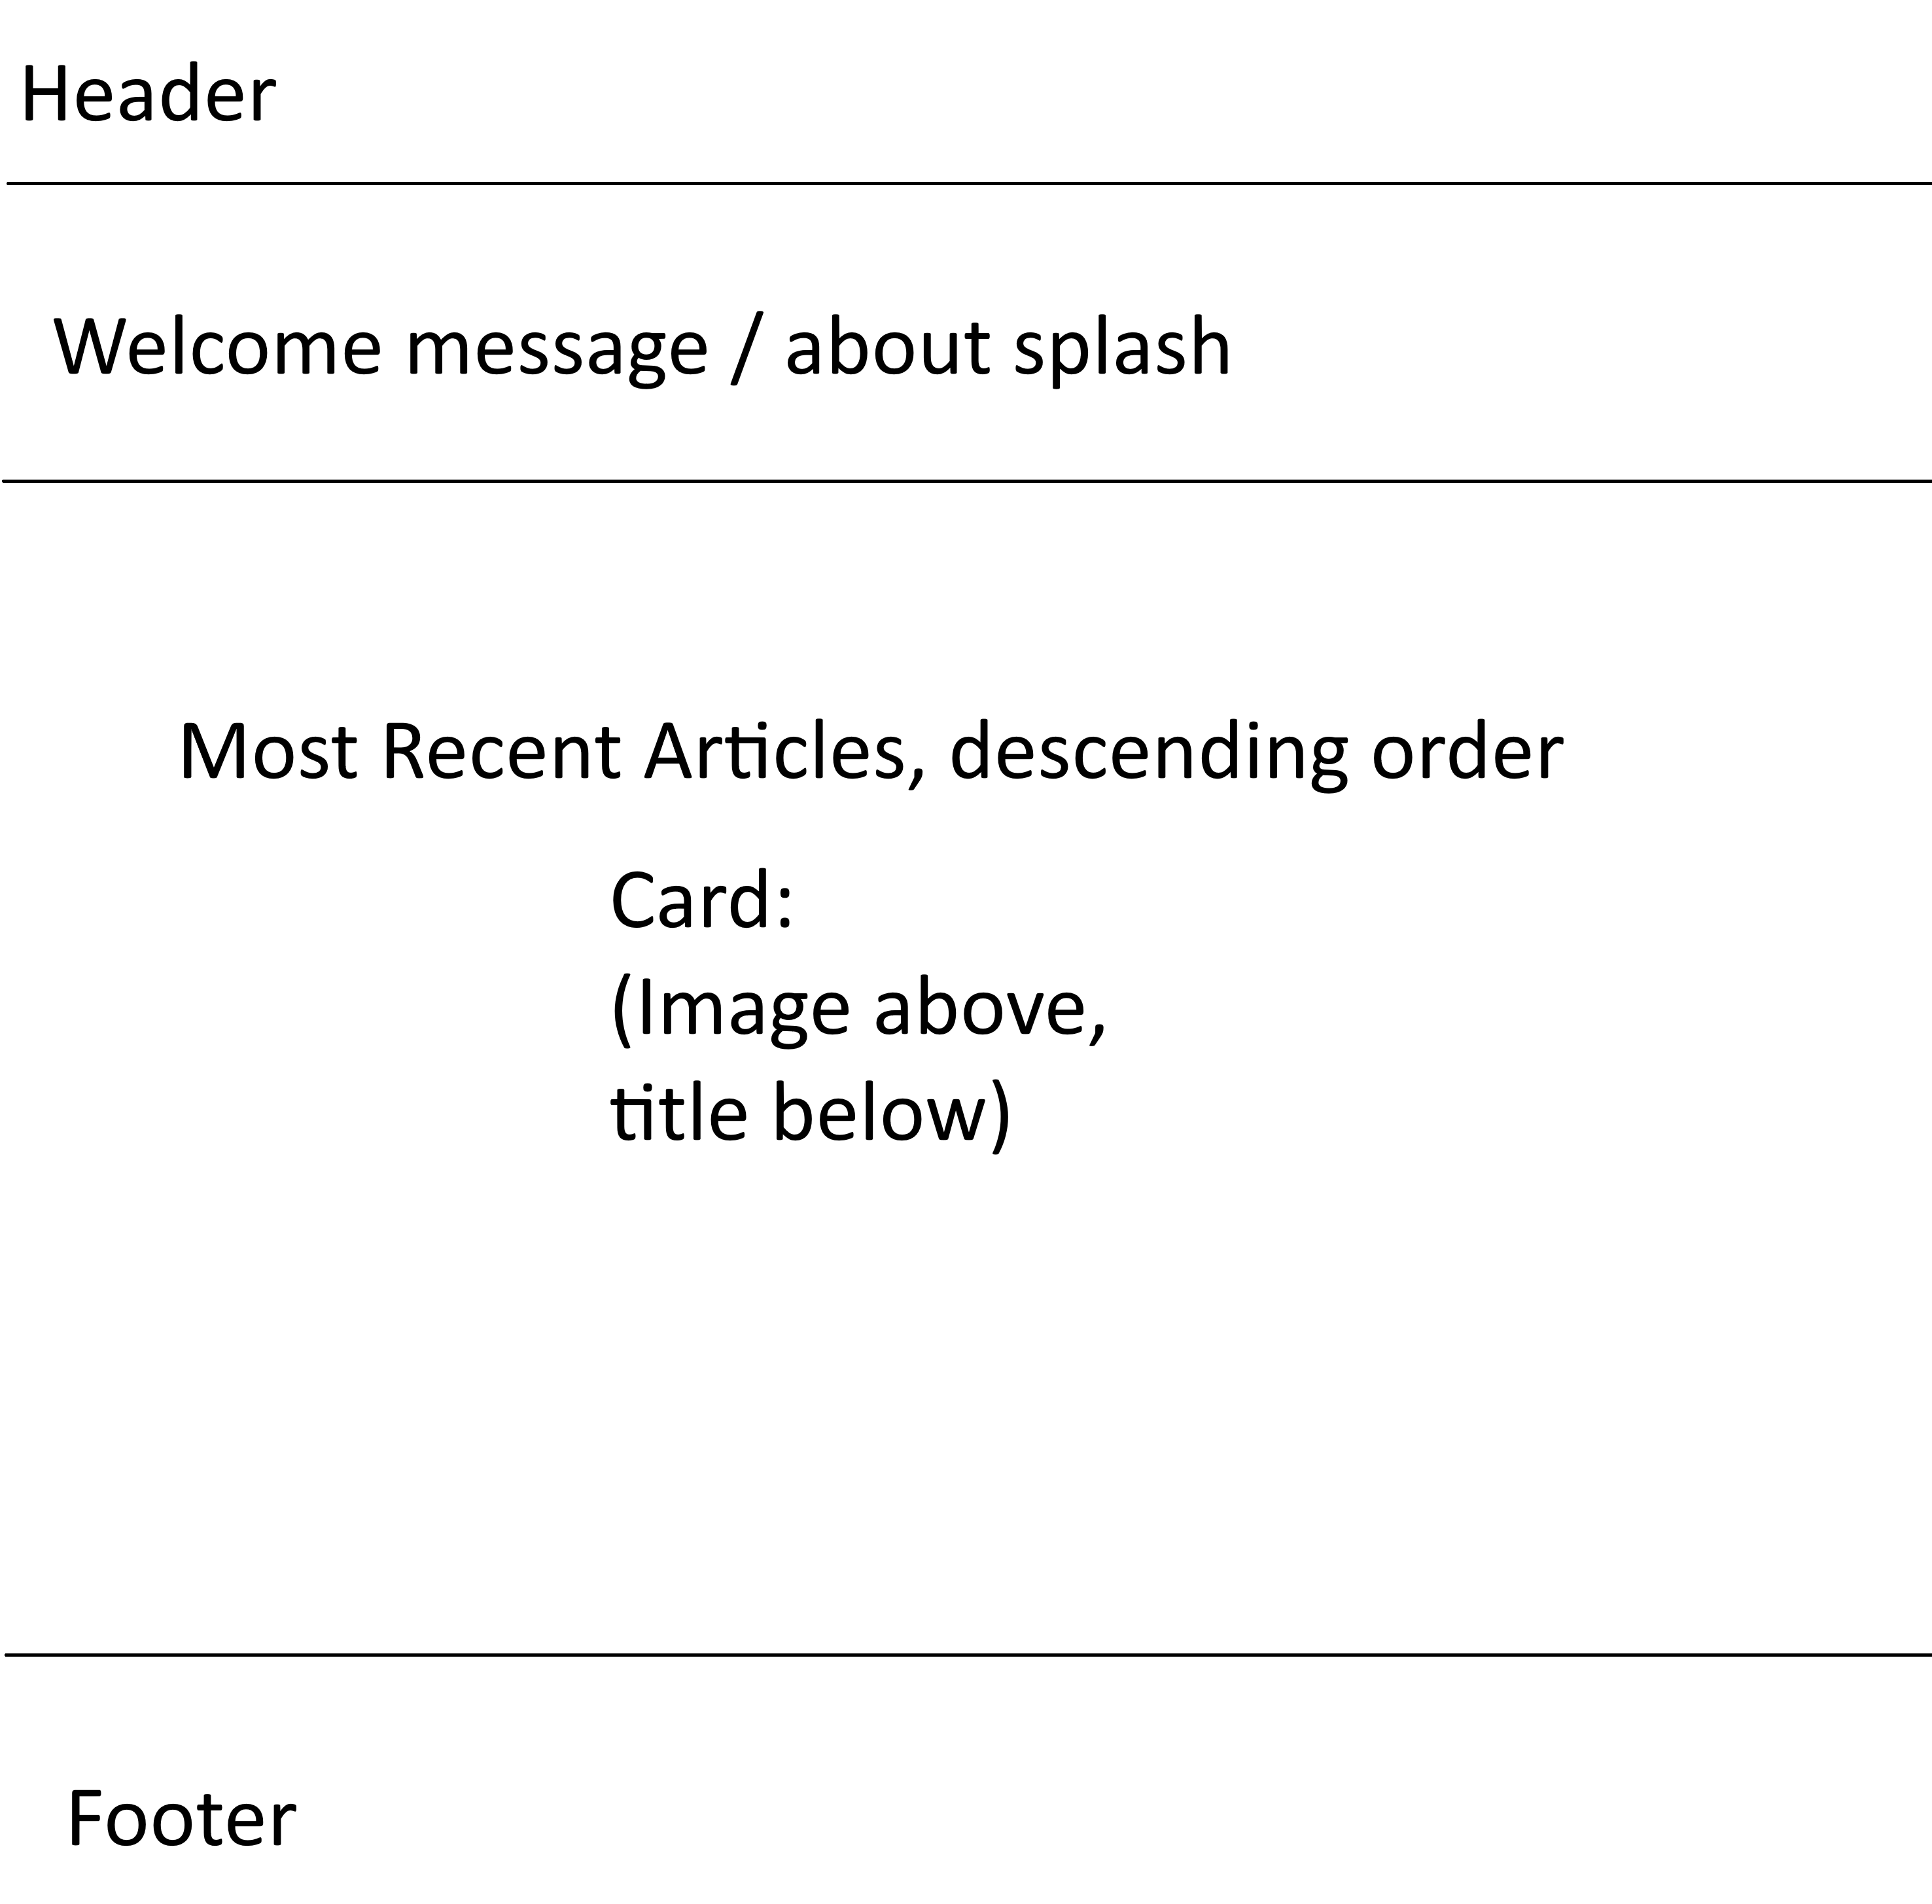 Header
Welcome message / about splash
Most Recent Articles, descending order
Card:
(Image above,
title below)
Footer